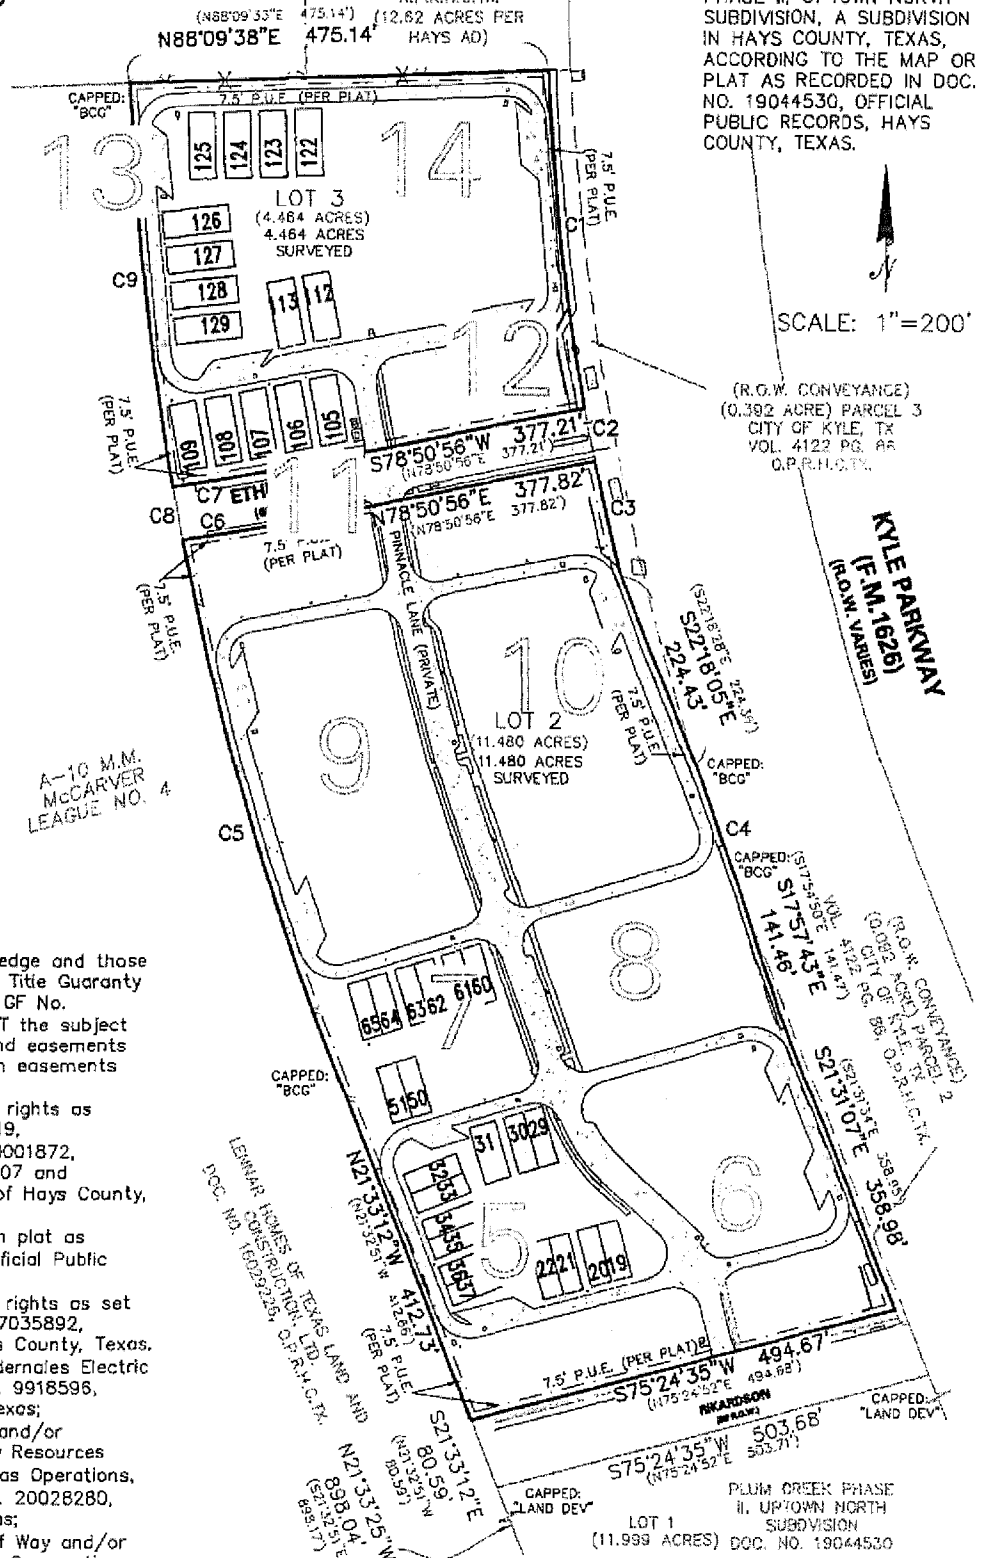 (N88°09'33"E 475.14')
N88°09'38"E 475.14'
(12.62 ACRES PER
HAYS AD)
SUBDIVISION, A SUBDIVISION
IN HAYS COUNTY, TEXAS,
ACCORDING TO THE MAP OR
PLAT AS RECORDED IN DOC.
NO. 19044530, OFFICIAL
PUBLIC RECORDS, HAYS
COUNTY, TEXAS.
CAPPED:
"BCG"
7.5' P.U.E. (PER PLAT)
13
14
125
124
123
122
7.5' P.U.E.
(PER PLAT)
LOT 3
(4.464 ACRES)
4.464 ACRES
SURVEYED
126
127
128
129
C9
C1
113
112
N
SCALE: 1"=200'
12
(R.O.W. CONVEYANCE)
(0.392 ACRE) PARCEL 3
CITY OF KYLE, TX
VOL. 4122 PG. 86
O.P.R.H.C.TX.
7.5' P.U.E.
(PER PLAT)
109
108
107
106
105
S78°50'56"W 377.21'
(N78°50'56"E 377.21')
C2
11
C7
ETH
C8
C6
N78°50'56"E 377.82'
(N78°50'56"E 377.82')
C3
7.5' P.U.E.
(PER PLAT)
7.5' P.U.E.
(PER PLAT)
PINNACLE LANE (PRIVATE)
KYLE PARKWAY
(F.M.1626)
(R.O.W. VARIES)
S22°18'05"E
224.43'
10
7.5' P.U.E.
(PER PLAT)
LOT 2
(11.480 ACRES)
11.480 ACRES
SURVEYED
9
A-10 M.M.
McCARVER
LEAGUE NO. 4
CAPPED:
"BCG"
C5
C4
CAPPED:
"BCG"
(S17°54'50"E 141.47')
S17°57'43"E
141.46'
(R.O.W. CONVEYANCE)
(0.092 ACRE) PARCEL 2
CITY OF KYLE, TX
VOL. 4122 PG. 86, O.P.R.H.C.TX.
8
7
65
64
63
62
61
60
51
50
CAPPED:
"BCG"
S21°31'07"E 358.98'
(S21°31'34"E 358.95')
edge and those
Title Guaranty
GF No.
T the subject
nd easements
n easements
rights as
19,
4001872,
07 and
of Hays County,
n plat as
ficial Public
rights as set
7035892,
s County, Texas.
dernales Electric
. 9918596,
exas;
and/or
y Resources
as Operations,
. 20028280,
as;
f Way and/or
31
30
29
32
33
34
35
36
37
5
6
22
21
20
19
N21°33'12"W 412.73'
(N21°32'51"W 412.66')
7.5' P.U.E.
(PER PLAT)
LENNAR HOMES OF TEXAS LAND AND
CONSTRUCTION, LTD.
DOC. NO. 16029226, O.P.R.H.C.TX.
7.5' P.U.E. (PER PLAT)
S75°24'35"W 494.67'
(N75°24'52"E 494.68')
RIKARDSON
S75°24'35"W 503.68'
(N75°24'52"E 503.71')
CAPPED:
"LAND DEV"
S21°33'12"E
80.59'
(N21°32'51"W
80.59')
N21°33'25"W
898.04'
(S21°32'51"E
898.17')
CAPPED:
"LAND DEV"
LOT 1
(11.999 ACRES)
PLUM CREEK PHASE
II, UPTOWN NORTH
SUBDIVISION
DOC. NO. 19044530